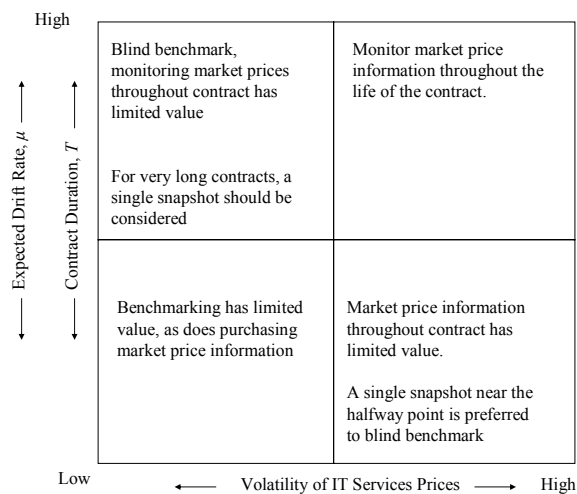 High
Blind benchmark,
monitoring market prices
throughout contract has
limited value
For very long contracts, a
single snapshot should be
considered
Monitor market price
information throughout the
life of the contract.
Expected Drift Rate, μ
Contract Duration, T
Benchmarking has limited
value, as does purchasing
market price information
Market price information
throughout contract has
limited value.
A single snapshot near the
halfway point is preferred
to blind benchmark
Low
Volatility of IT Services Prices
High